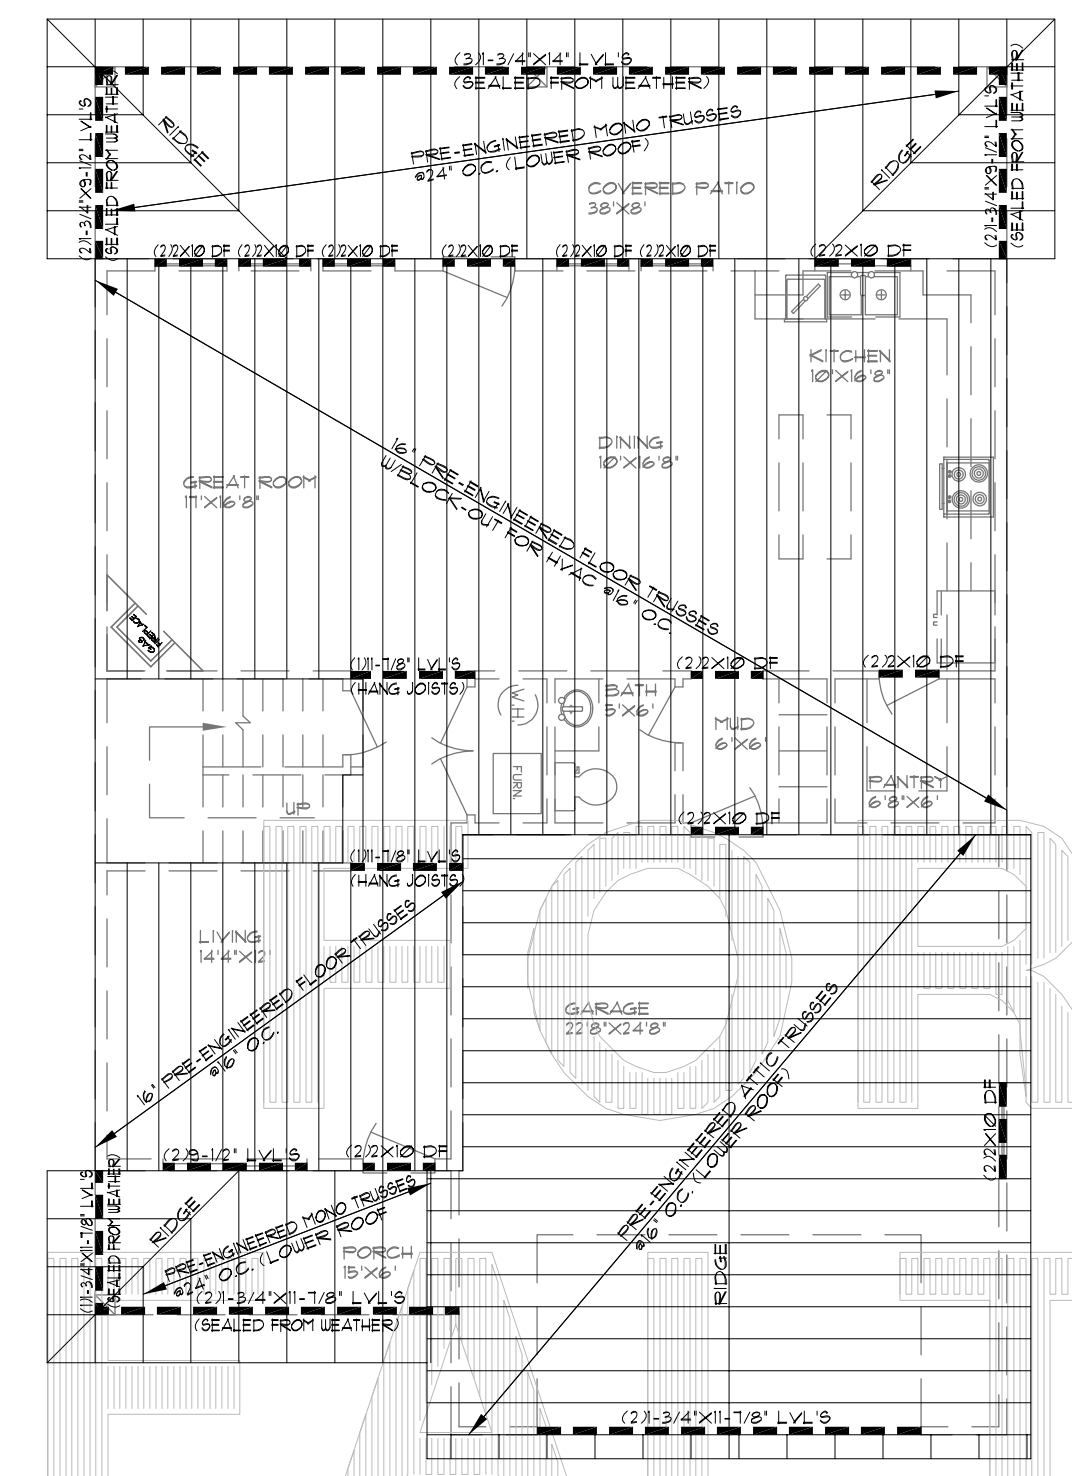 (3)1-3/4"X14" LVL'S
(SEALED FROM WEATHER)
(2)1-3/4"X9-1/2" LVL'S
(SEALED FROM WEATHER)
RIDGE
PRE-ENGINEERED MONO TRUSSES
@24" O.C. (LOWER ROOF)
COVERED PATIO
38'X8'
RIDGE
(2)1-3/4"X9-1/2" LVL'S
(SEALED FROM WEATHER)
(2)2X10 DF
(2)2X10 DF
(2)2X10 DF
(2)2X10 DF
(2)2X10 DF
(2)2X10 DF
(2)2X10 DF
KITCHEN
10'X16'8"
DINING
10'X16'8"
GREAT ROOM
17'X16'8"
16" PRE-ENGINEERED FLOOR TRUSSES
W/BLOCK-OUT FOR HVAC @16" O.C.
GAS
FIREPLACE
(1)11-7/8" LVL'S
(HANG JOISTS)
(2)2X10 DF
(2)2X10 DF
W.H.
BATH
5'X6'
MUD
6'X6'
FURN.
PANTRY
6'8"X6'
UP
(2)2X10 DF
(1)11-7/8" LVL'S
(HANG JOISTS)
LIVING
14'4"X12'
16" PRE-ENGINEERED FLOOR TRUSSES
@16" O.C.
GARAGE
22'8"X24'8"
PRE-ENGINEERED ATTIC TRUSSES
@16" O.C. (LOWER ROOF)
(2)2X10 DF
(2)9-1/2" LVL'S
(2)2X10 DF
(1)1-3/4"X11-7/8" LVL'S
(SEALED FROM WEATHER)
RIDGE
PRE-ENGINEERED MONO TRUSSES
@24" O.C. (LOWER ROOF
PORCH
15'X6'
RIDGE
(2)1-3/4"X11-7/8" LVL'S
(SEALED FROM WEATHER)
(2)1-3/4"X11-7/8" LVL'S